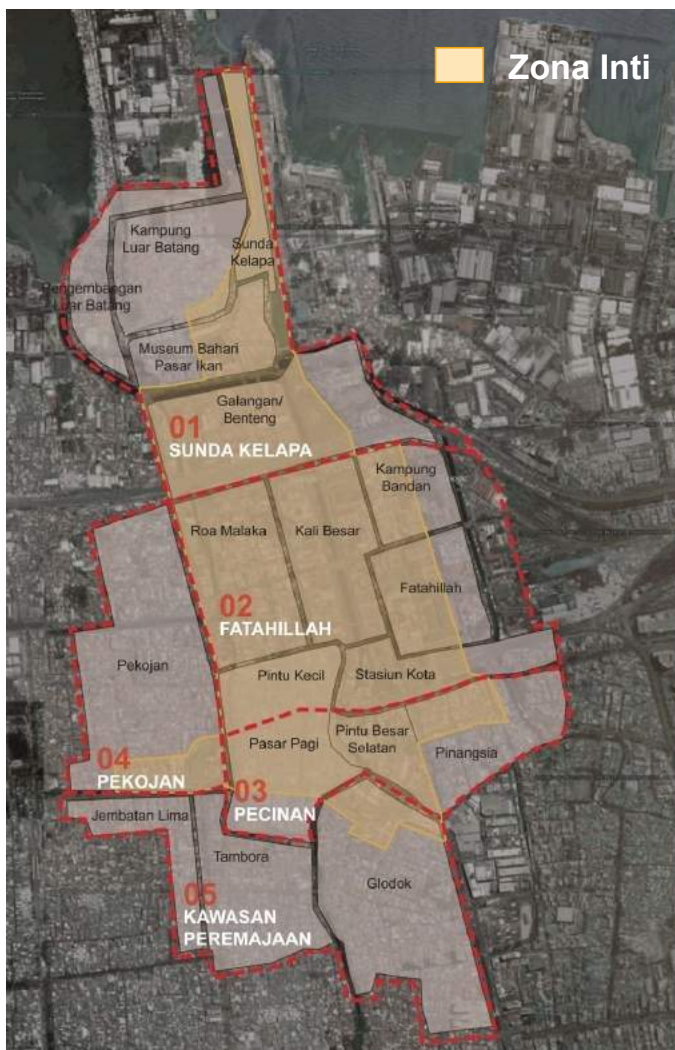 Zona Inti
Kampung
Luar Batang
Sunda
Kelapa
Pengembangan
Luar Batang
Museum Bahari
Pasar Ikan
Galangan/
Benteng
01
SUNDA KELAPA
Kampung
Bandan
Roa Malaka
Kali Besar
Fatahillah
02
FATAHILLAH
Pekojan
Pintu Kecil
Stasiun Kota
Pasar Pagi
Pintu Besar
Selatan
Pinangsia
04
PEKOJAN
03
PECINAN
Jembatan Lima
Tambora
Glodok
05
KAWASAN
PEREMAJAAN